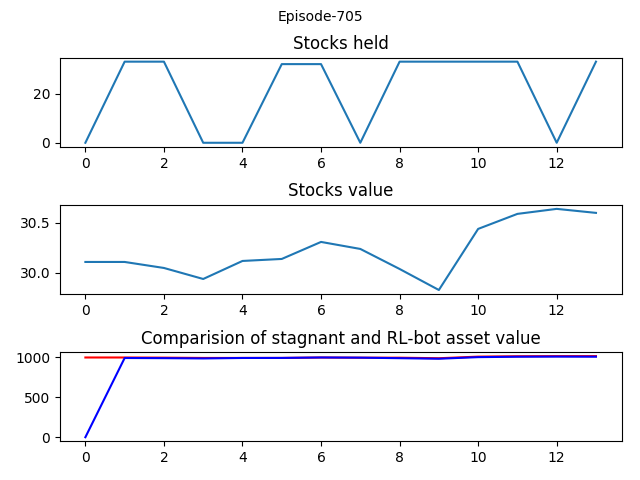 Episode-705
Stocks held
20
0
0 2 4 6 8 10 12
Stocks value
30.5
30.0
0 2 4 6 8 10 12
Comparision of stagnant and RL-bot asset value
1000
500
0
0 2 4 6 8 10 12